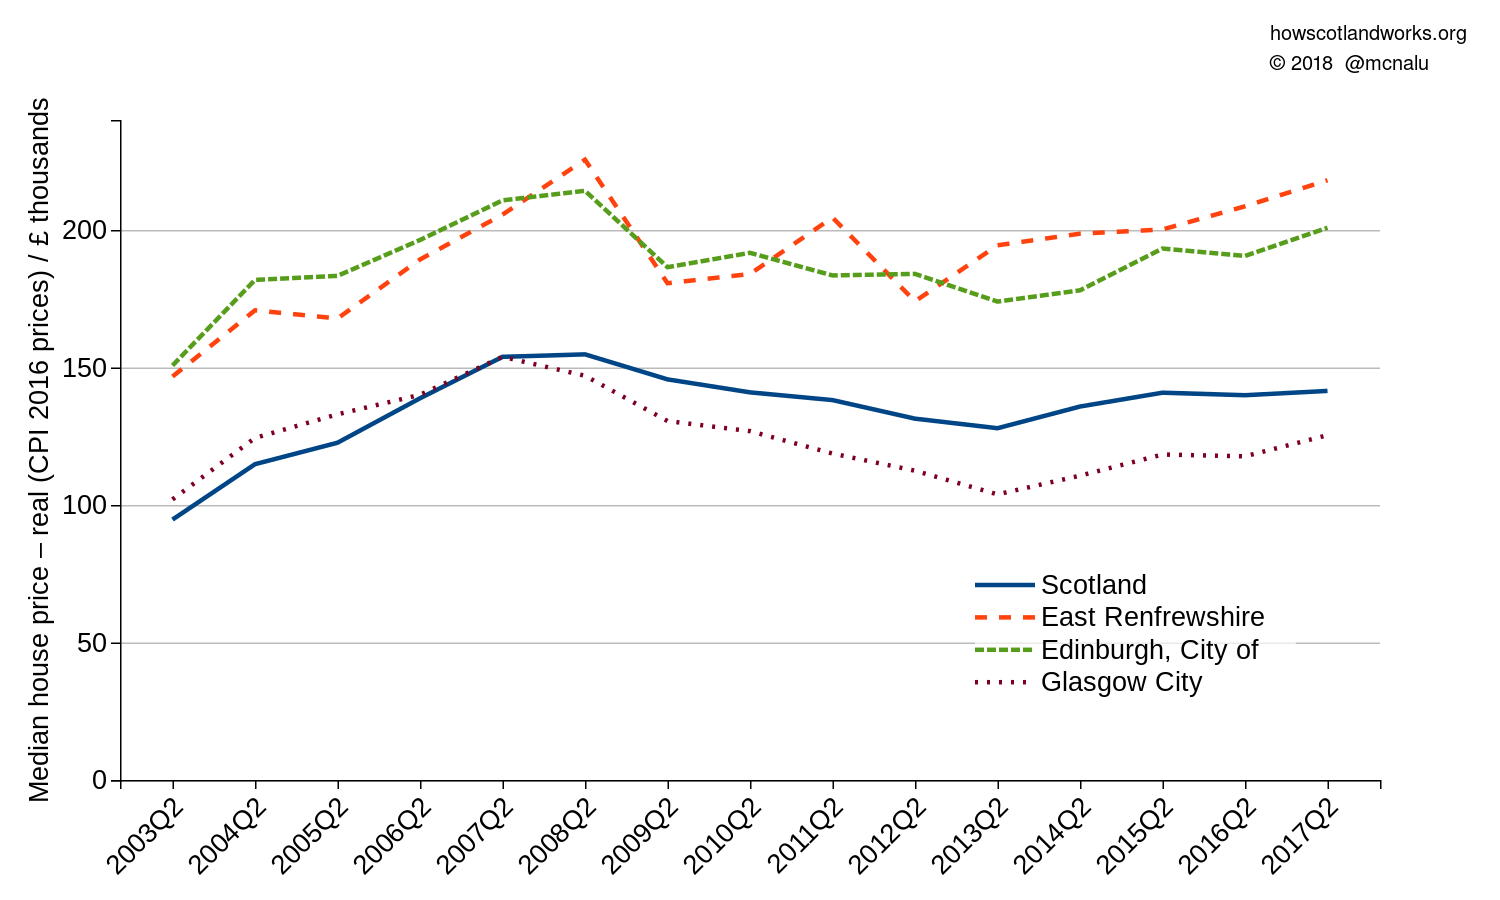 howscotlandworks.org
© 2018 @mcnalu
Median house price – real (CPI 2016 prices) / £ thousands
200
150
100
50
0
Scotland
East Renfrewshire
Edinburgh, City of
Glasgow City
2003Q2
2004Q2
2005Q2
2006Q2
2007Q2
2008Q2
2009Q2
2010Q2
2011Q2
2012Q2
2013Q2
2014Q2
2015Q2
2016Q2
2017Q2